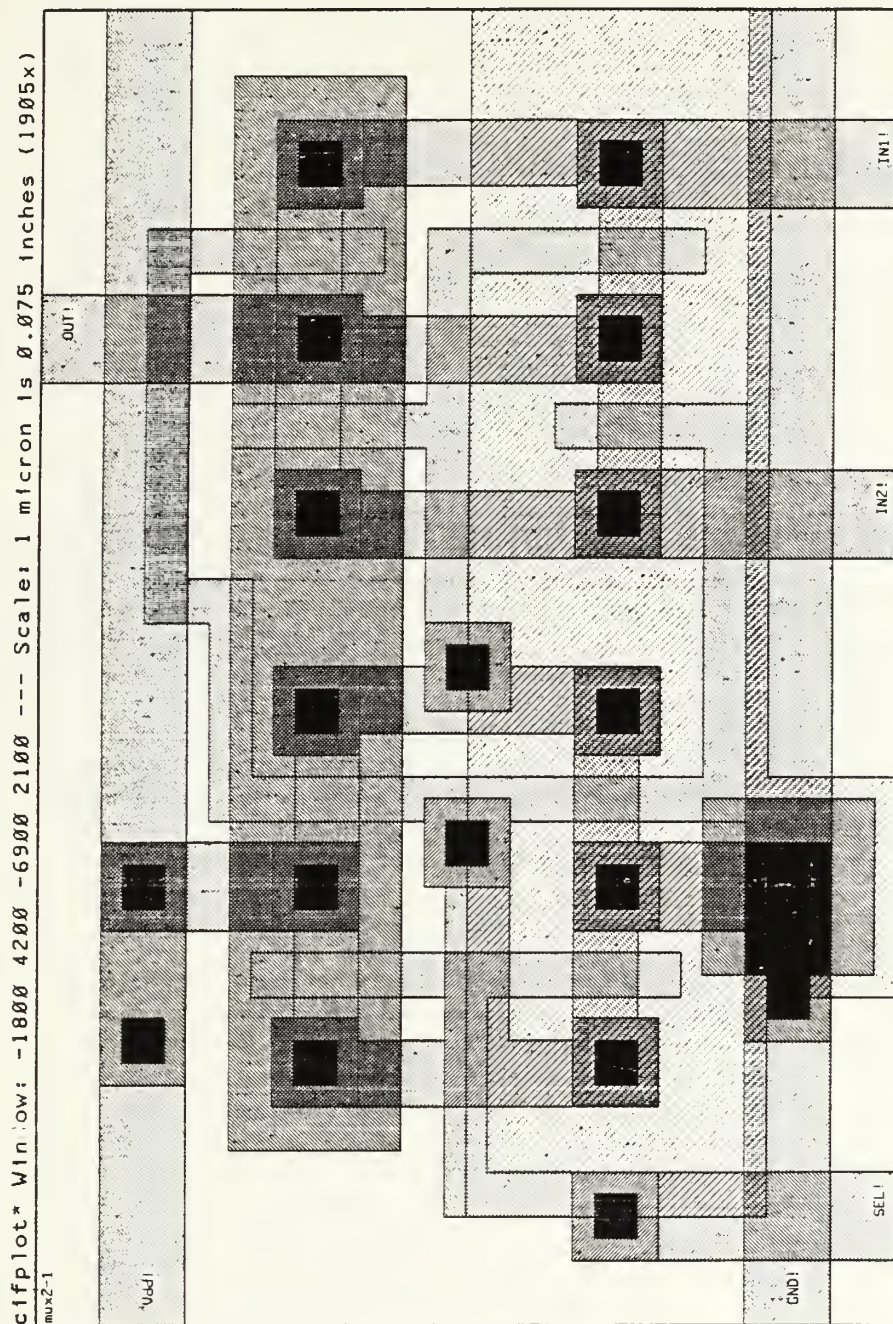 cifplot* Window: -1800 4200 -6900 2100 --- Scale: 1 micron is 0.075 inches (1905x)
mux2-1
Vdd!
OUT!
GND!
SEL!
IN2!
IN1!